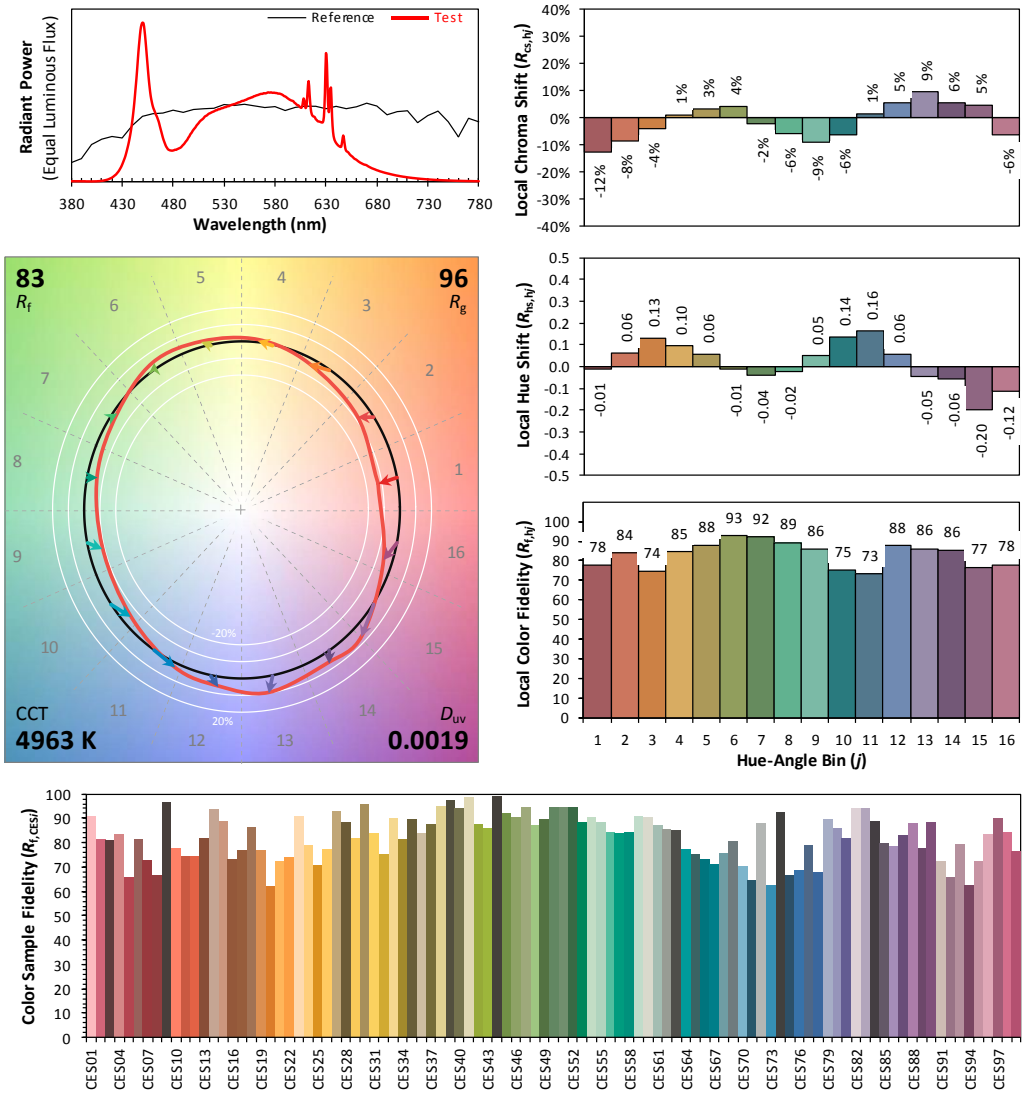 Reference Test
Radiant Power
(Equal Luminous Flux)
380 430 480 530 580 630 680 730 780
Wavelength (nm)
Local Chroma Shift (Rcs,hj)
40%
30%
20%
10%
0%
-10%
-20%
-30%
-40%
-12% -8% -4% 1% 3% 4% -2% -6% -9% -6% 1% 5% 9% 6% 5% -6%
83
Rf
96
Rg
5 4
6 3
7 2
8 1
9 16
10 15
11 14
12 13
-20%
20%
CCT
4963 K
Duv
0.0019
Local Hue Shift (Rhs,hj)
0.5
0.4
0.3
0.2
0.1
0.0
-0.1
-0.2
-0.3
-0.4
-0.5
-0.01 0.06 0.13 0.10 0.06 -0.01 -0.04 -0.02 0.05 0.14 0.16 0.06 -0.05 -0.06 -0.20 -0.12
Local Color Fidelity (Rf,hj)
100
90
80
70
60
50
40
30
20
10
0
78 84 74 85 88 93 92 89 86 75 73 88 86 86 77 78
1 2 3 4 5 6 7 8 9 10 11 12 13 14 15 16
Hue-Angle Bin (j)
Color Sample Fidelity (Rf,CESi)
100
90
80
70
60
50
40
30
20
10
0
CES01 CES04 CES07 CES10 CES13 CES16 CES19 CES22 CES25 CES28 CES31 CES34 CES37 CES40 CES43 CES46 CES49 CES52 CES55 CES58 CES61 CES64 CES67 CES70 CES73 CES76 CES79 CES82 CES85 CES88 CES91 CES94 CES97